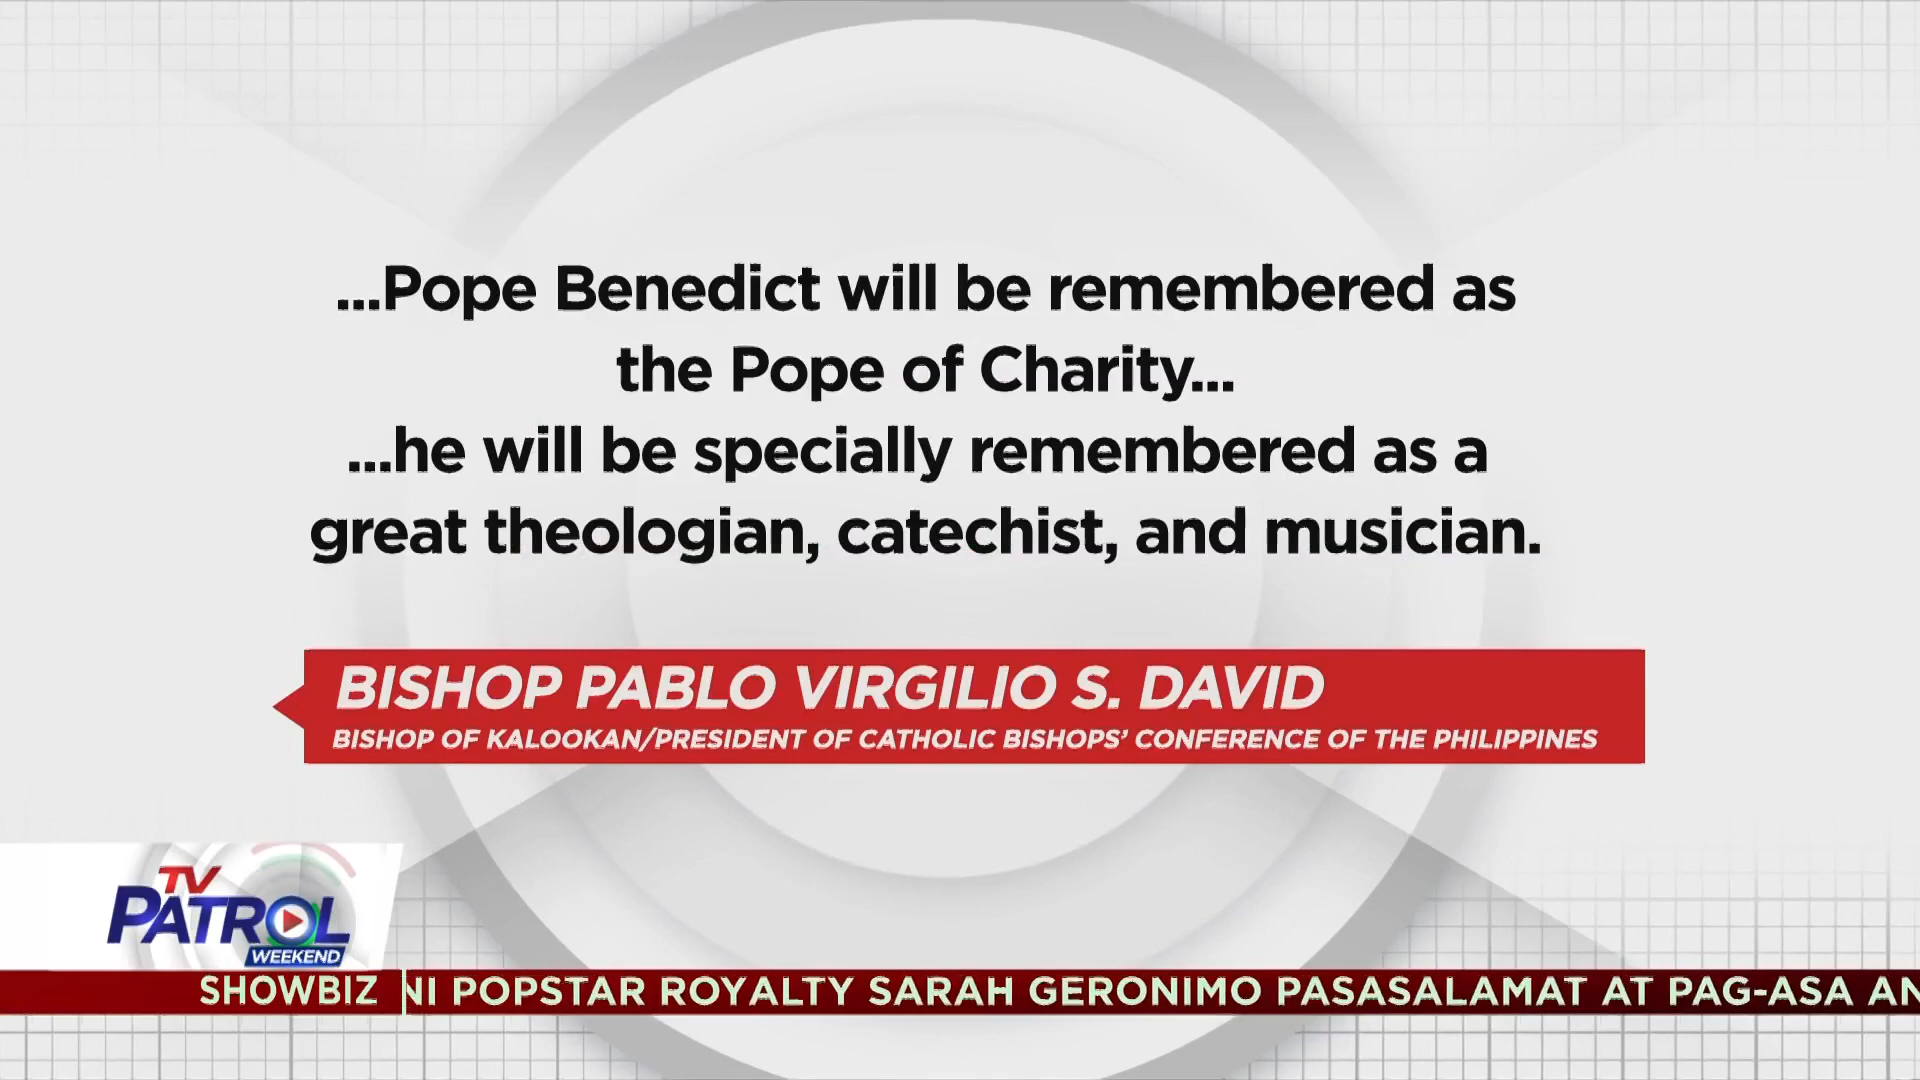 ...Pope Benedict will be remembered as
the Pope of Charity...
...he will be specially remembered as a
great theologian, catechist, and musician.
BISHOP PABLO VIRGILIO S. DAVID
BISHOP OF KALOOKAN/PRESIDENT OF CATHOLIC BISHOPS' CONFERENCE OF THE PHILIPPINES
TV
PATROL
WEEKEND
SHOWBIZ NI POPSTAR ROYALTY SARAH GERONIMO PASASALAMAT AT PAG-ASA AN